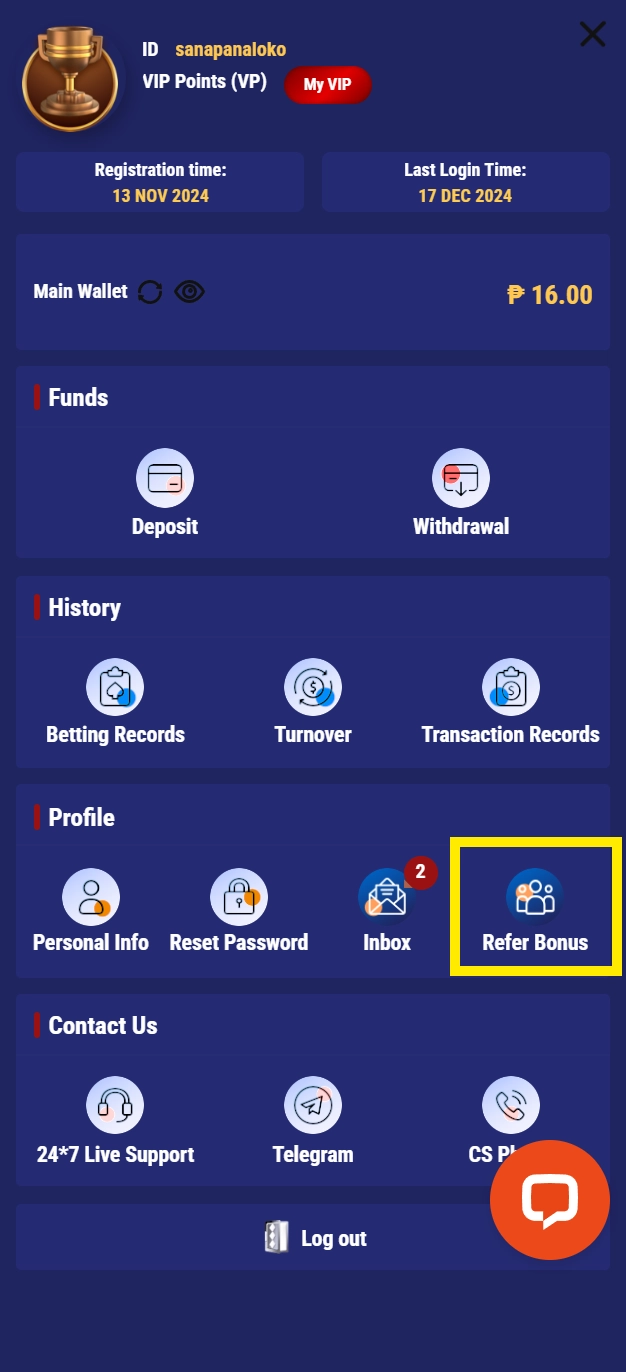 ID sanapanaloko
VIP Points (VP) My VIP
Registration time:
13 NOV 2024
Last Login Time:
17 DEC 2024
Main Wallet ₱ 16.00
Funds
Deposit Withdrawal
History
Betting Records Turnover Transaction Records
Profile
2
Personal Info Reset Password Inbox Refer Bonus
Contact Us
24*7 Live Support Telegram CS
Log out